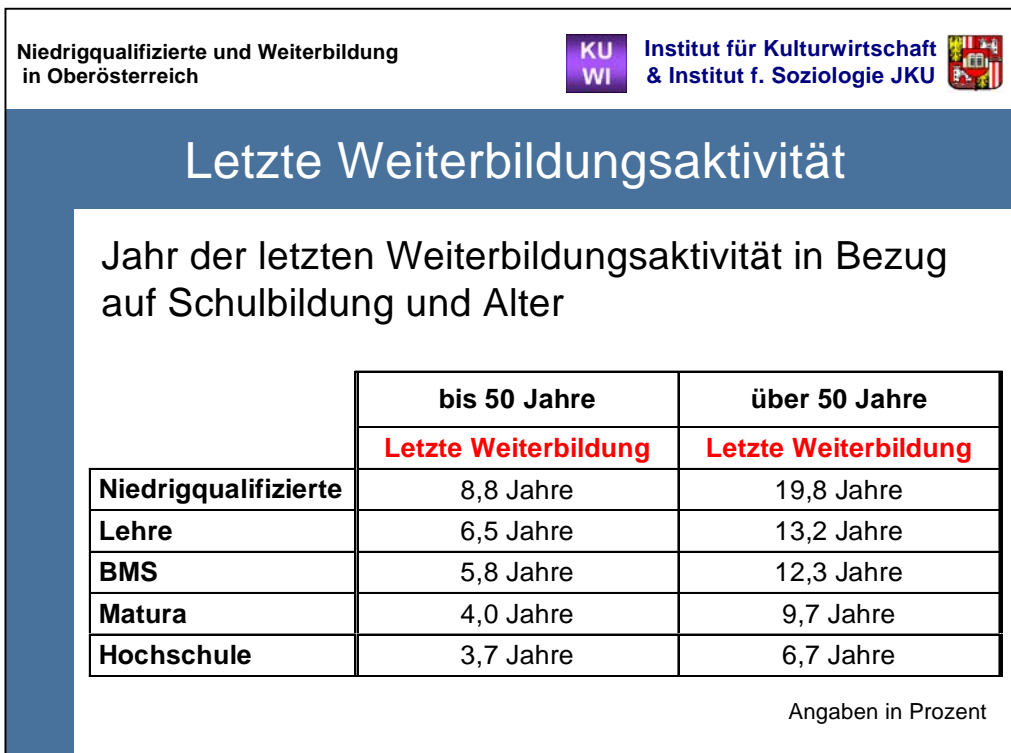 Niedrigqualifizierte und Weiterbildung
in Oberösterreich
KU
WI
Institut für Kulturwirtschaft
& Institut f. Soziologie JKU
Letzte Weiterbildungsaktivität
Jahr der letzten Weiterbildungsaktivität in Bezug
auf Schulbildung und Alter
bis 50 Jahre über 50 Jahre
Letzte Weiterbildung Letzte Weiterbildung
Niedrigqualifizierte 8,8 Jahre 19,8 Jahre
Lehre 6,5 Jahre 13,2 Jahre
BMS 5,8 Jahre 12,3 Jahre
Matura 4,0 Jahre 9,7 Jahre
Hochschule 3,7 Jahre 6,7 Jahre
Angaben in Prozent